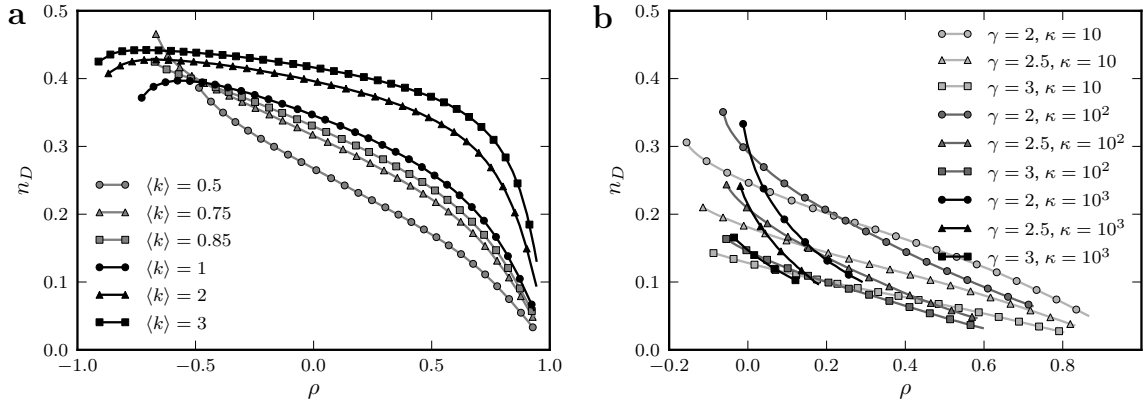 a
n_D
0.5
0.4
0.3
0.2
0.1
0.0
⟨k⟩ = 0.5
⟨k⟩ = 0.75
⟨k⟩ = 0.85
⟨k⟩ = 1
⟨k⟩ = 2
⟨k⟩ = 3
−1.0 −0.5 0.0 0.5 1.0
ρ
b
n_D
0.5
0.4
0.3
0.2
0.1
0.0
γ = 2, κ = 10
γ = 2.5, κ = 10
γ = 3, κ = 10
γ = 2, κ = 10²
γ = 2.5, κ = 10²
γ = 3, κ = 10²
γ = 2, κ = 10³
γ = 2.5, κ = 10³
γ = 3, κ = 10³
−0.2 0.0 0.2 0.4 0.6 0.8
ρ